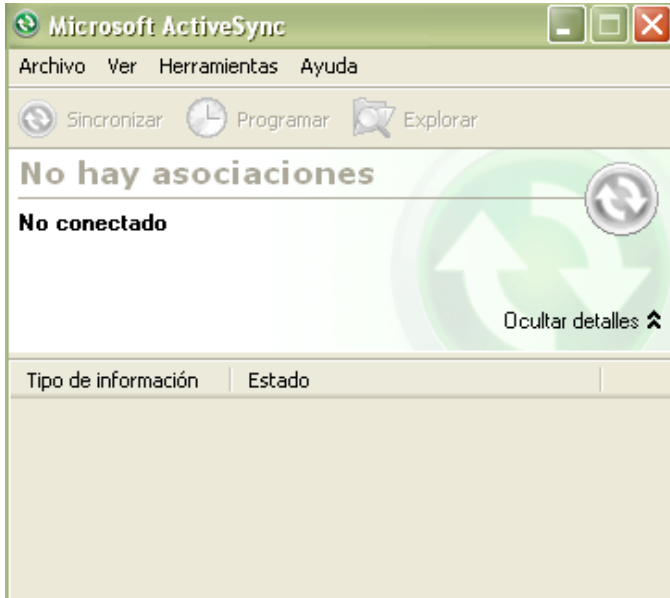 Microsoft ActiveSync
Archivo Ver Herramientas Ayuda
Sincronizar Programar Explorar
No hay asociaciones
No conectado
Ocultar detalles
Tipo de información Estado